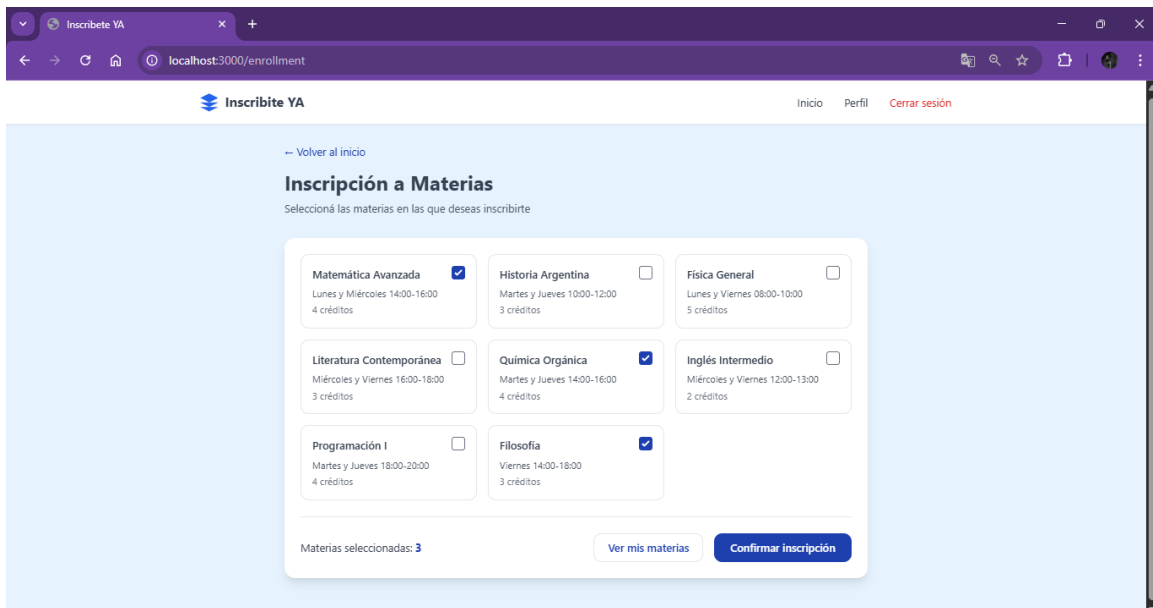 Inscribete YA
localhost:3000/enrollment
Inscribite YA
Inicio
Perfil
Cerrar sesión
← Volver al inicio
Inscripción a Materias
Seleccioná las materias en las que deseas inscribirte
Matemática Avanzada
Lunes y Miércoles 14:00-16:00
4 créditos
Historia Argentina
Martes y Jueves 10:00-12:00
3 créditos
Física General
Lunes y Viernes 08:00-10:00
5 créditos
Literatura Contemporánea
Miércoles y Viernes 16:00-18:00
3 créditos
Química Orgánica
Martes y Jueves 14:00-16:00
4 créditos
Inglés Intermedio
Miércoles y Viernes 12:00-13:00
2 créditos
Programación I
Martes y Jueves 18:00-20:00
4 créditos
Filosofía
Viernes 14:00-18:00
3 créditos
Materias seleccionadas: 3
Ver mis materias
Confirmar inscripción